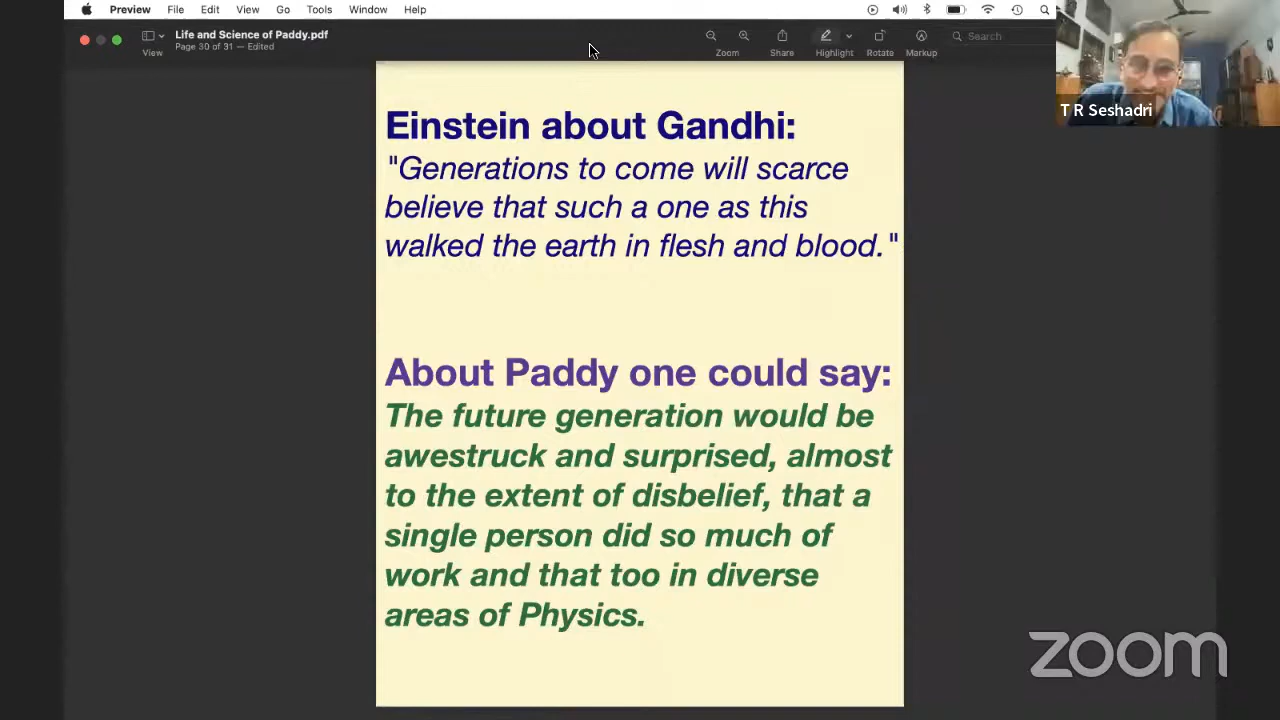 Preview File Edit View Go Tools Window Help
Life and Science of Paddy.pdf
Page 30 of 31 — Edited
View Zoom Share Highlight Rotate Markup Search
T R Seshadri
Einstein about Gandhi:
"Generations to come will scarce
believe that such a one as this
walked the earth in flesh and blood."
About Paddy one could say:
The future generation would be
awestruck and surprised, almost
to the extent of disbelief, that a
single person did so much of
work and that too in diverse
areas of Physics.
zoom